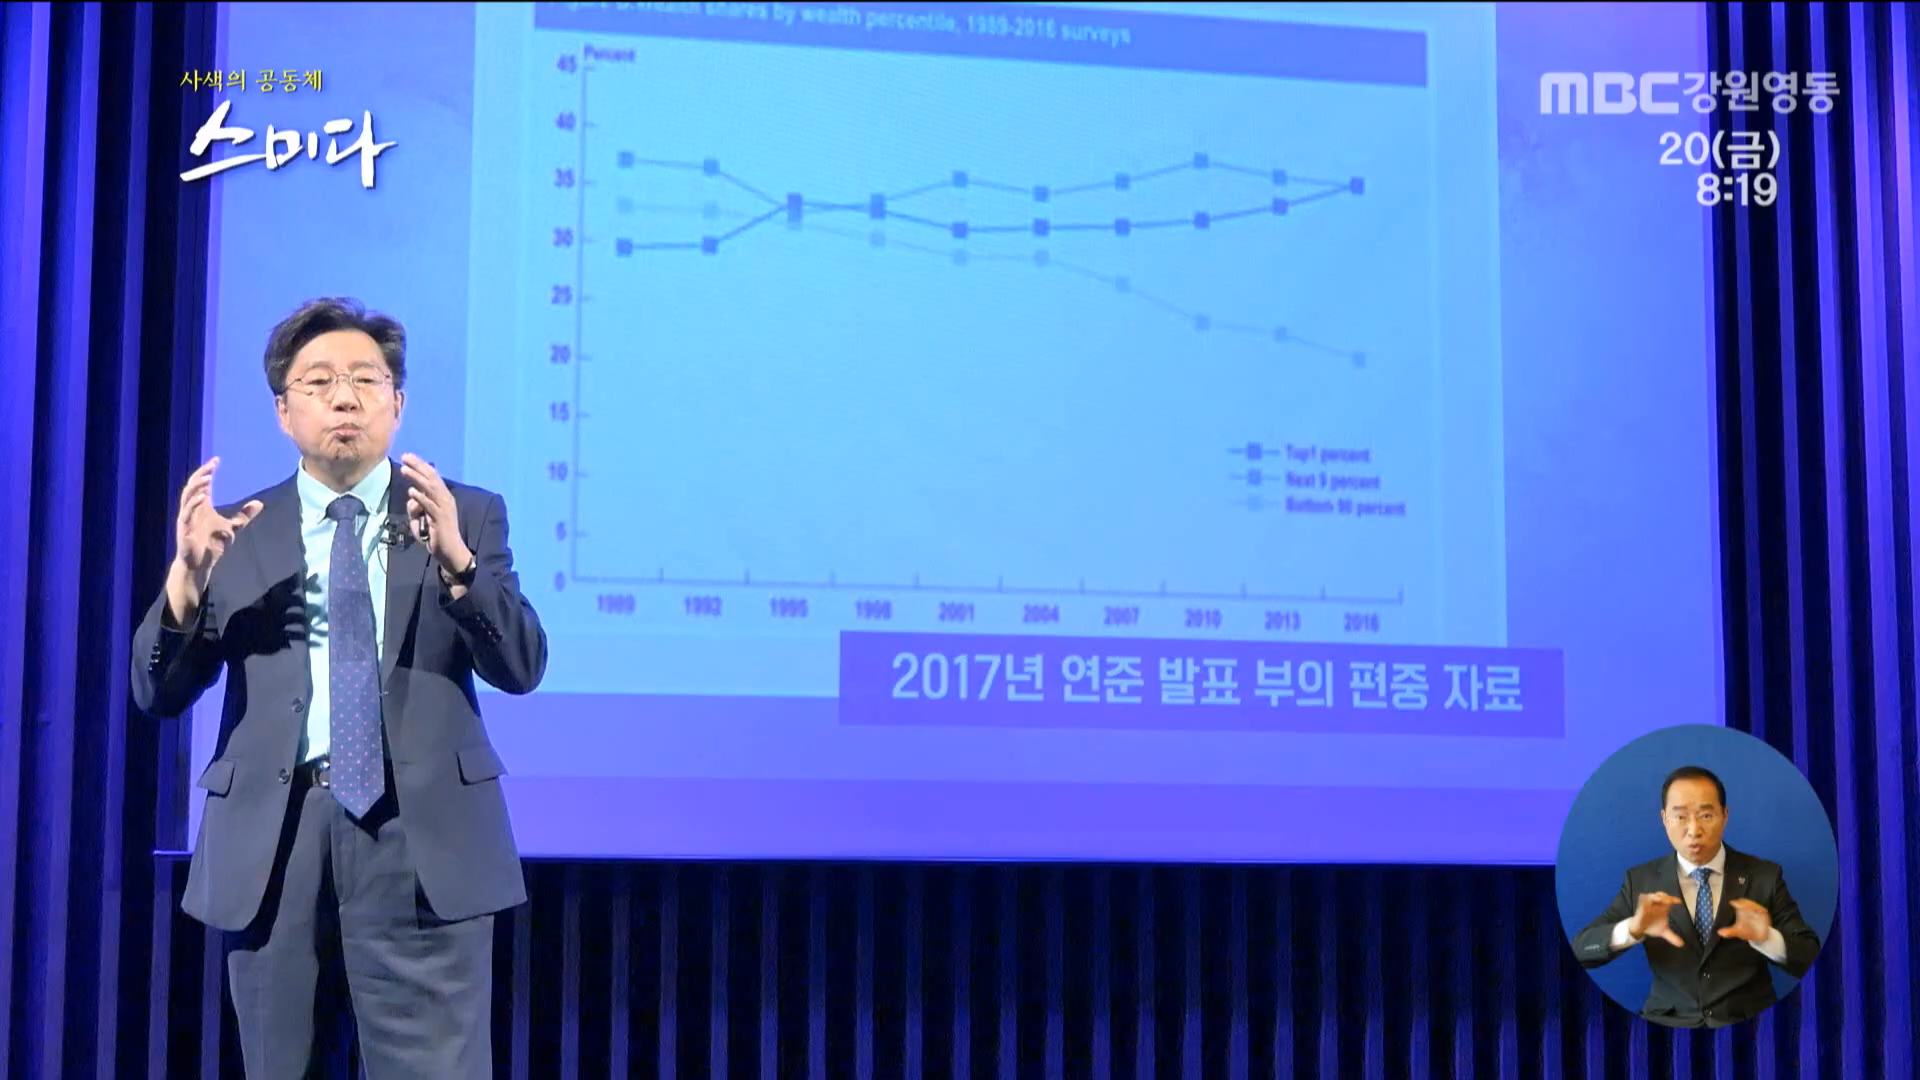 사색의 공동체
스미다
MBC강원영동
20(금)
8:19
wealth shares by wealth percentile, 1989-2016 surveys
Percent
45
40
35
30
25
20
15
10
5
0
1989 1992 1995 1998 2001 2004 2007 2010 2013 2016
Top1 percent
Next 9 percent
Bottom 90 percent
2017년 연준 발표 부의 편중 자료